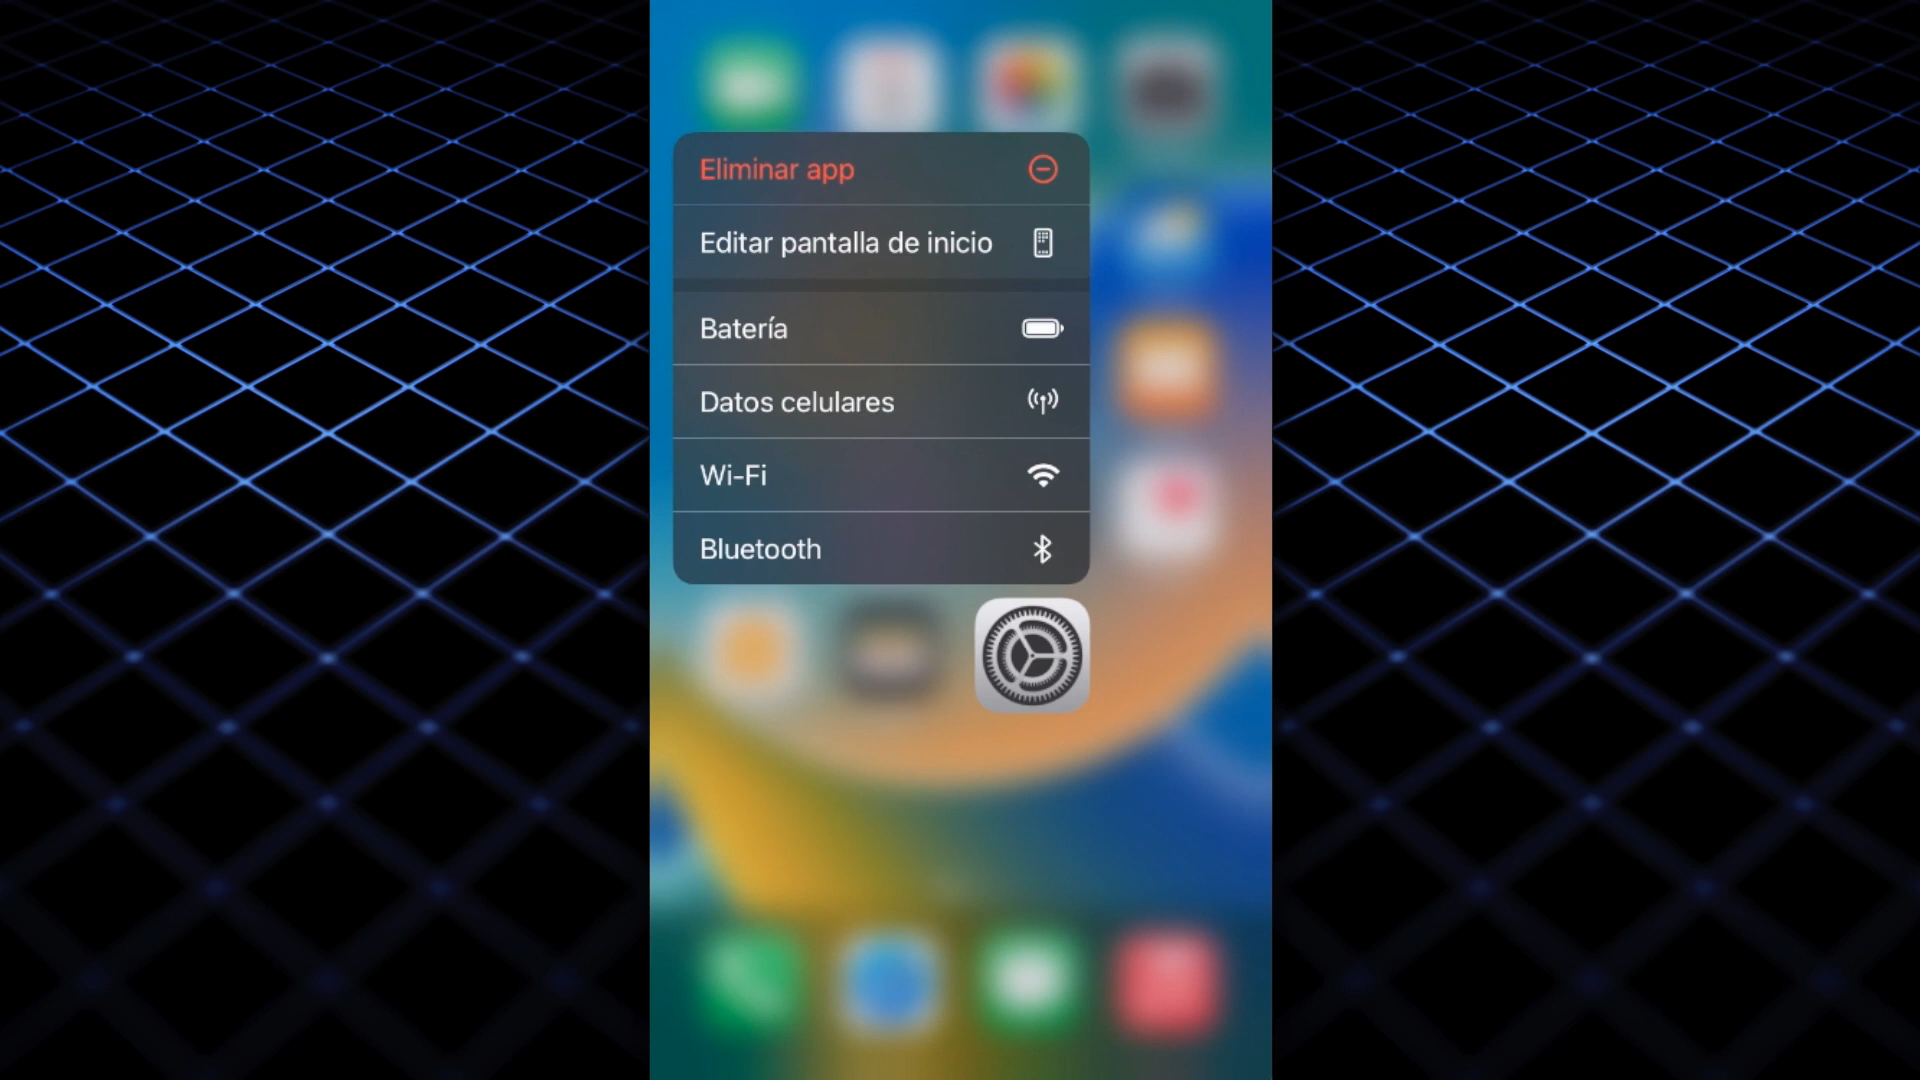 Eliminar app
Editar pantalla de inicio
Batería
Datos celulares
Wi-Fi
Bluetooth